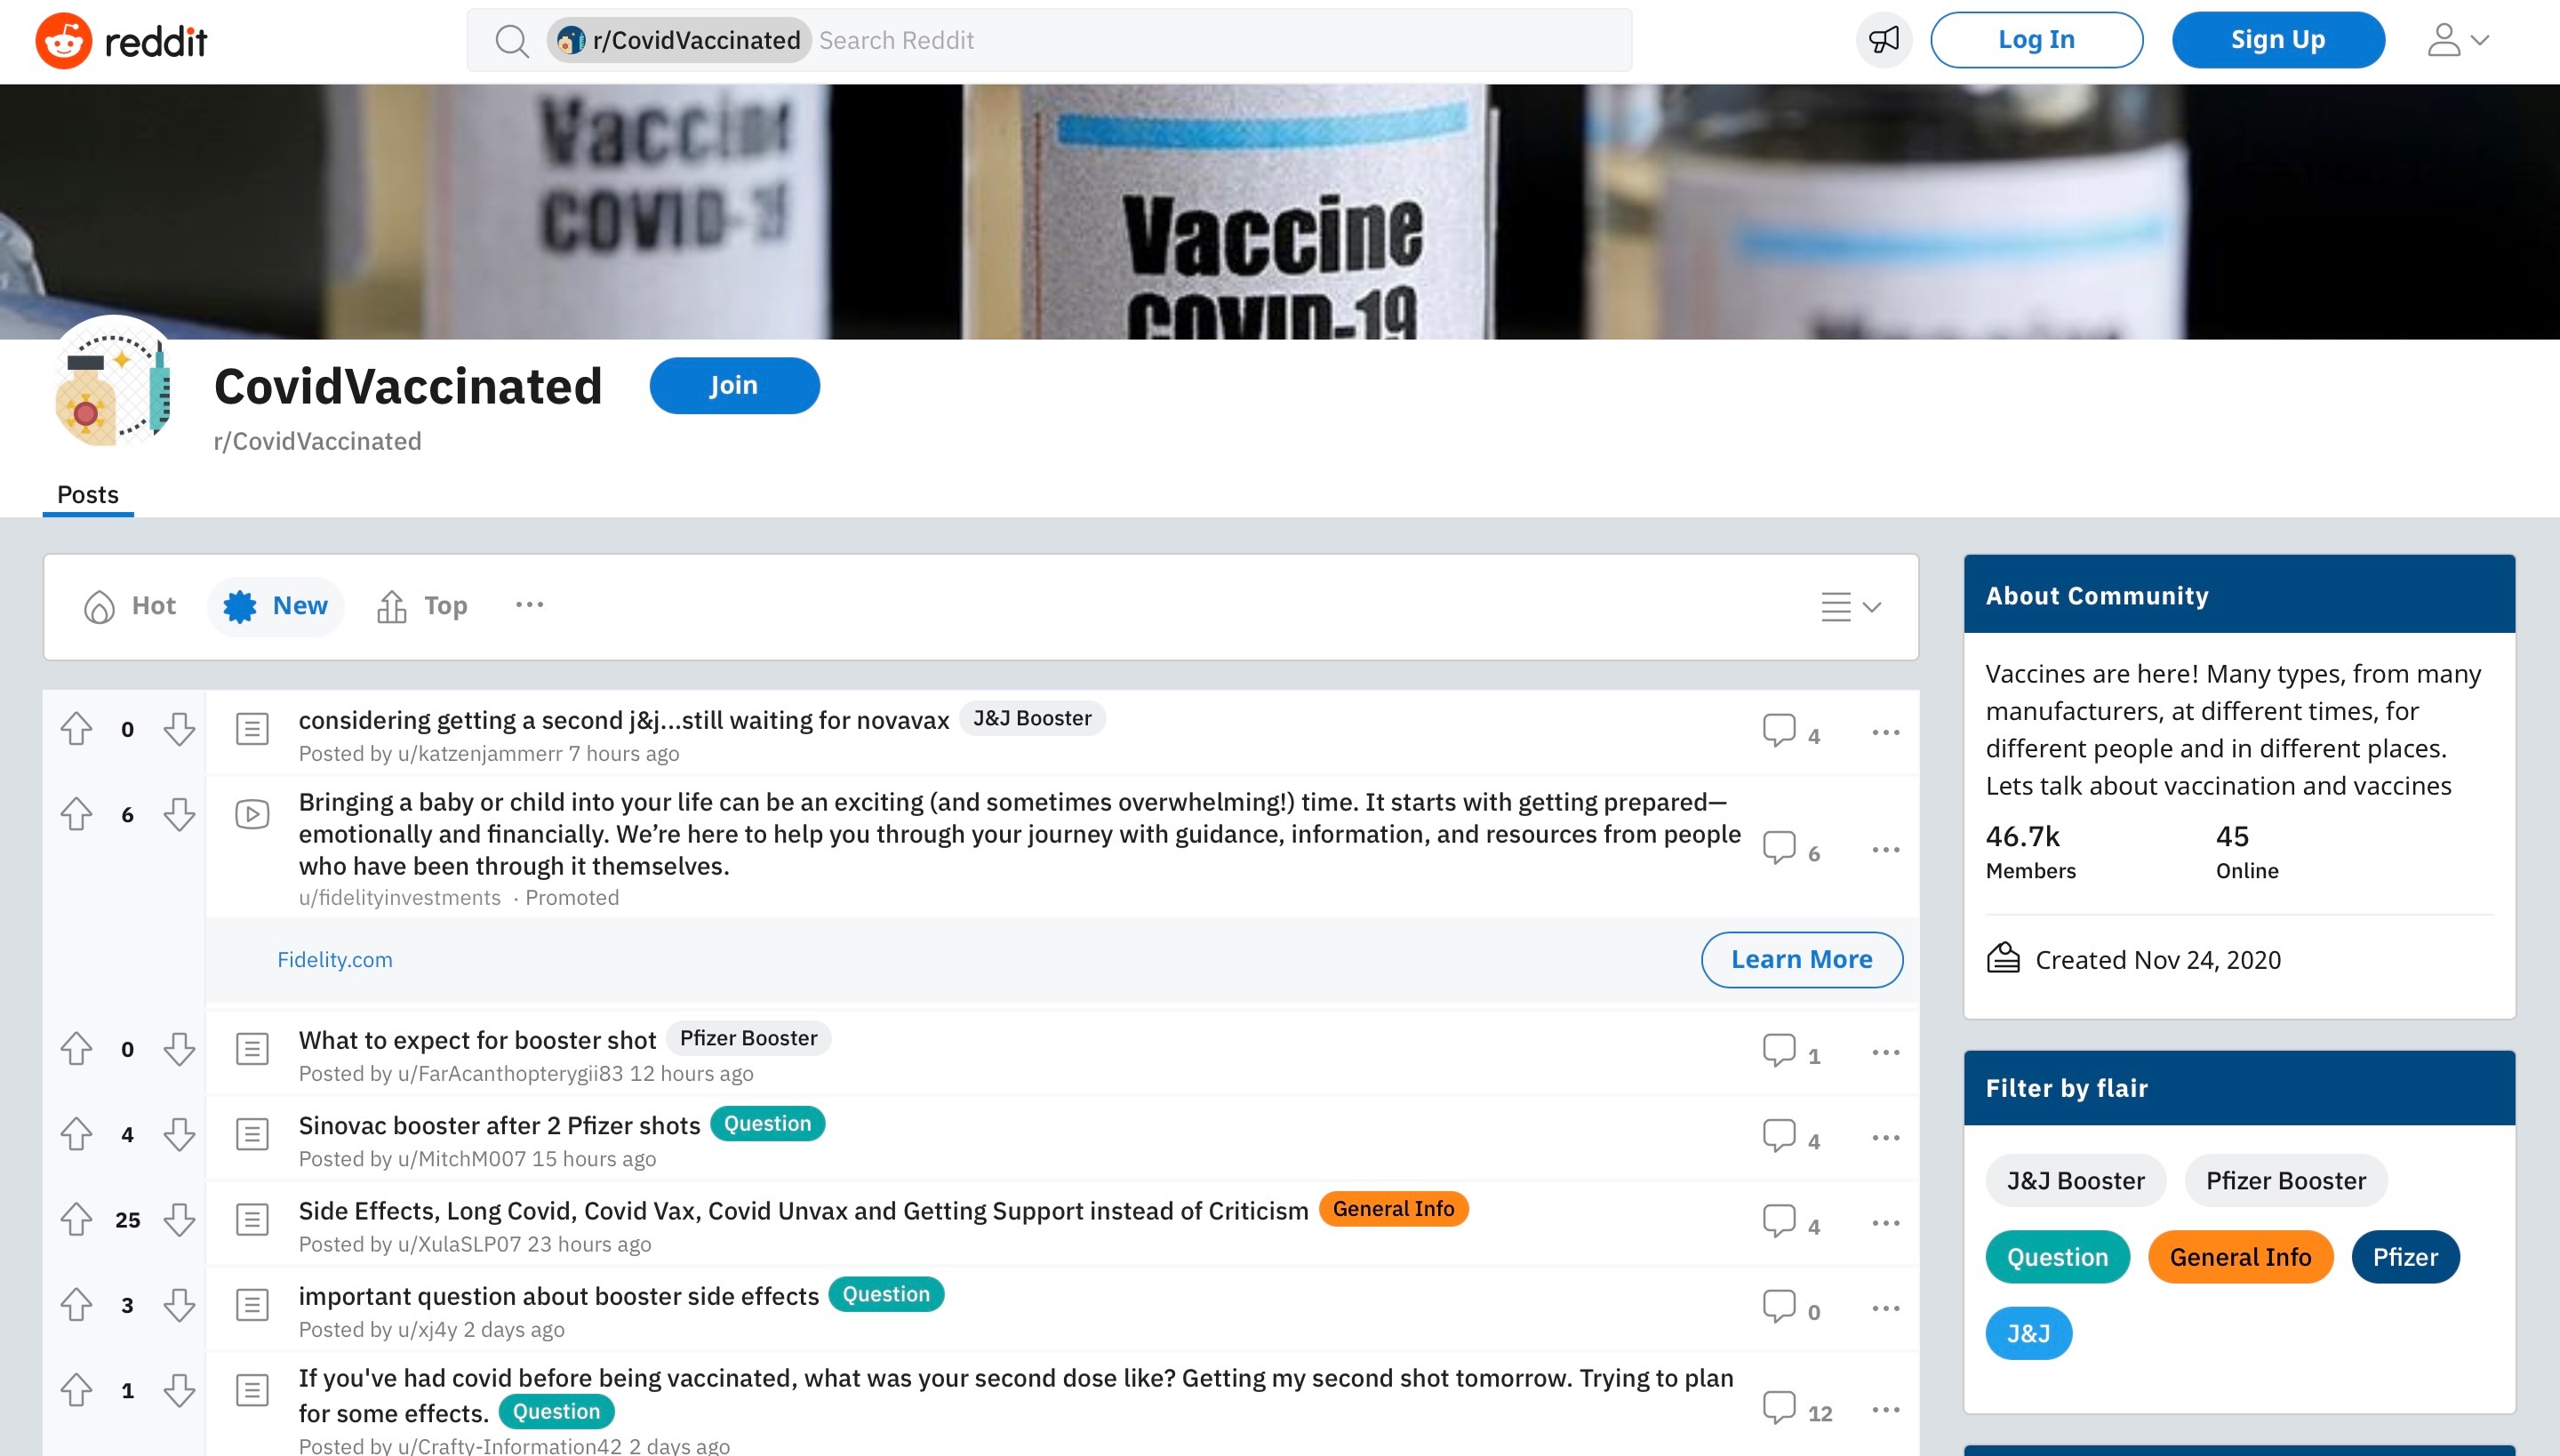 reddit
r/CovidVaccinated Search Reddit
Log In
Sign Up
Vaccine
COVID-19
Vaccine
COVID-19
CovidVaccinated
Join
r/CovidVaccinated
Posts
Hot
New
Top
0
considering getting a second j&j...still waiting for novavax J&J Booster
Posted by u/katzenjammerr 7 hours ago
4
6
Bringing a baby or child into your life can be an exciting (and sometimes overwhelming!) time. It starts with getting prepared—
emotionally and financially. We’re here to help you through your journey with guidance, information, and resources from people
who have been through it themselves.
u/fidelityinvestments · Promoted
6
Fidelity.com
Learn More
0
What to expect for booster shot Pfizer Booster
Posted by u/FarAcanthopterygii83 12 hours ago
1
4
Sinovac booster after 2 Pfizer shots Question
Posted by u/MitchM007 15 hours ago
4
25
Side Effects, Long Covid, Covid Vax, Covid Unvax and Getting Support instead of Criticism General Info
Posted by u/XulaSLP07 23 hours ago
4
3
important question about booster side effects Question
Posted by u/xj4y 2 days ago
0
1
If you've had covid before being vaccinated, what was your second dose like? Getting my second shot tomorrow. Trying to plan
for some effects. Question
Posted by u/Crafty-Information42 2 days ago
12
About Community
Vaccines are here! Many types, from many
manufacturers, at different times, for
different people and in different places.
Lets talk about vaccination and vaccines
46.7k
Members
45
Online
Created Nov 24, 2020
Filter by flair
J&J Booster
Pfizer Booster
Question
General Info
Pfizer
J&J